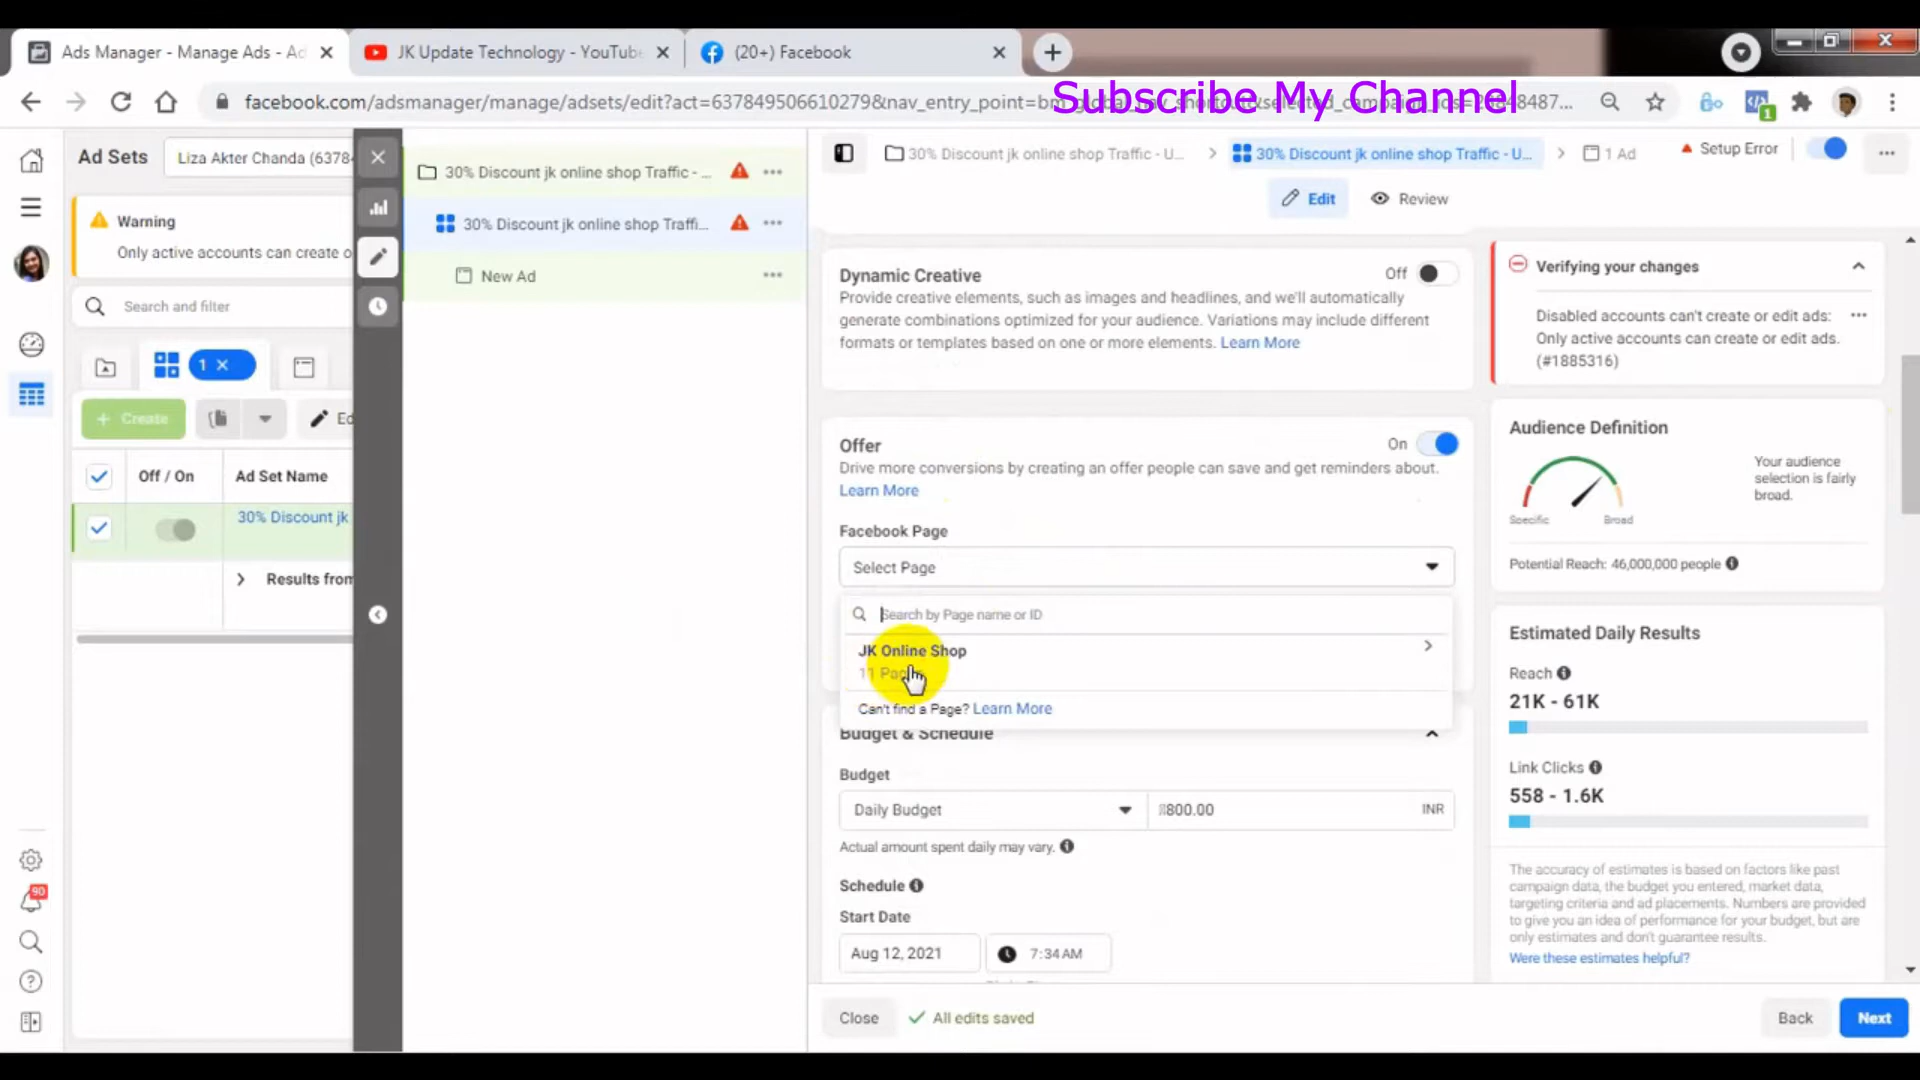 Ads Manager - Manage Ads - Ad
JK Update Technology - YouTube
(20+) Facebook
Subscribe My Channel
Ad Sets
Liza Akter Chanda (6378
30% Discount jk online shop Traffic - ...
30% Discount jk online shop Traffic - U...
30% Discount jk online shop Traffic - U...
1 Ad
Setup Error
Edit
Review
Warning
Only active accounts can create o
30% Discount jk online shop Traffi...
New Ad
Search and filter
1
Create
Ed
Off / On
Ad Set Name
30% Discount jk
Results from
90
Dynamic Creative
Off
Provide creative elements, such as images and headlines, and we'll automatically
generate combinations optimized for your audience. Variations may include different
formats or templates based on one or more elements. Learn More
Offer
On
Drive more conversions by creating an offer people can save and get reminders about.
Learn More
Facebook Page
Select Page
Search by Page name or ID
JK Online Shop
Can't find a Page? Learn More
Budget & Schedule
Budget
Daily Budget
800.00
INR
Actual amount spent daily may vary.
Schedule
Start Date
Aug 12, 2021
7:34 AM
Close
All edits saved
Back
Next
Verifying your changes
Disabled accounts can't create or edit ads:
Only active accounts can create or edit ads.
(#1885316)
Audience Definition
Your audience
selection is fairly
broad.
Specific
Broad
Potential Reach: 46,000,000 people
Estimated Daily Results
Reach
21K - 61K
Link Clicks
558 - 1.6K
The accuracy of estimates is based on factors like past
campaign data, the budget you entered, market data,
targeting criteria and ad placements. Numbers are provided
to give you an idea of performance for your budget, but are
only estimates and don't guarantee results.
Were these estimates helpful?